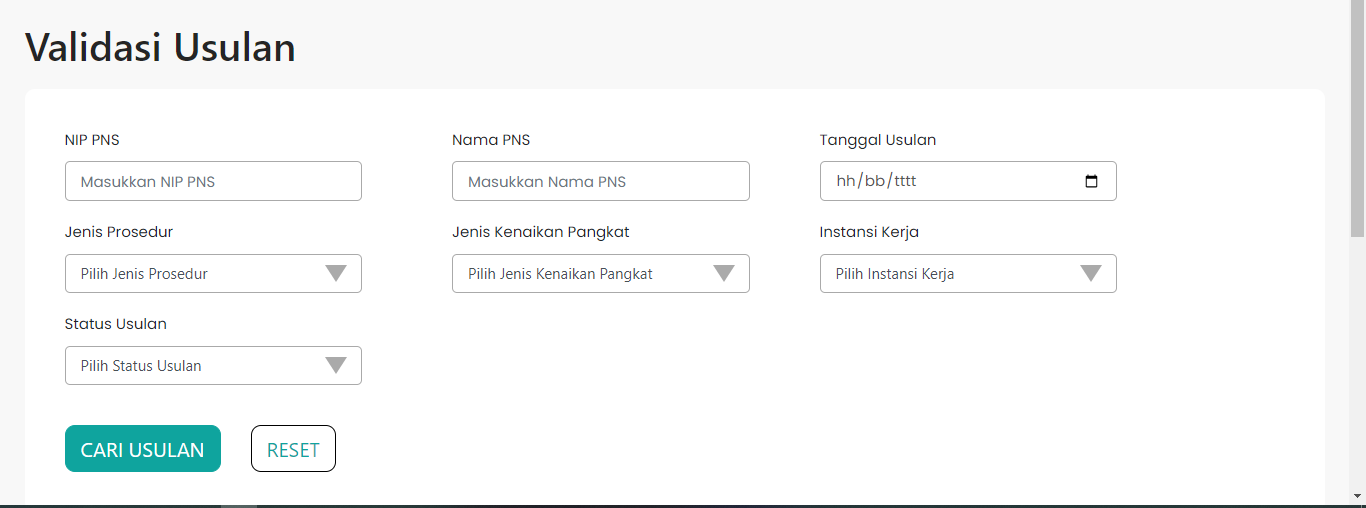 Validasi Usulan
NIP PNS
Nama PNS
Tanggal Usulan
Masukkan NIP PNS
Masukkan Nama PNS
hh/bb/tttt
Jenis Prosedur
Jenis Kenaikan Pangkat
Instansi Kerja
Pilih Jenis Prosedur
Pilih Jenis Kenaikan Pangkat
Pilih Instansi Kerja
Status Usulan
Pilih Status Usulan
CARI USULAN
RESET